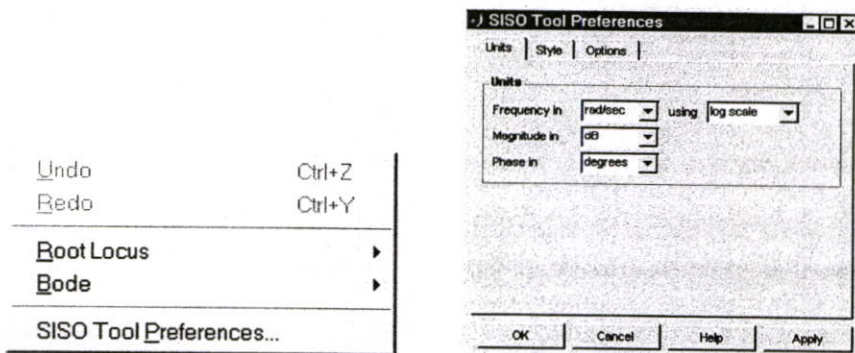 Undo Ctrl+Z
Redo Ctrl+Y
Root Locus
Bode
SISO Tool Preferences...
SISO Tool Preferences
Units Style Options
Units
Frequency in rad/sec using log scale
Magnitude in dB
Phase in degrees
OK Cancel Help Apply